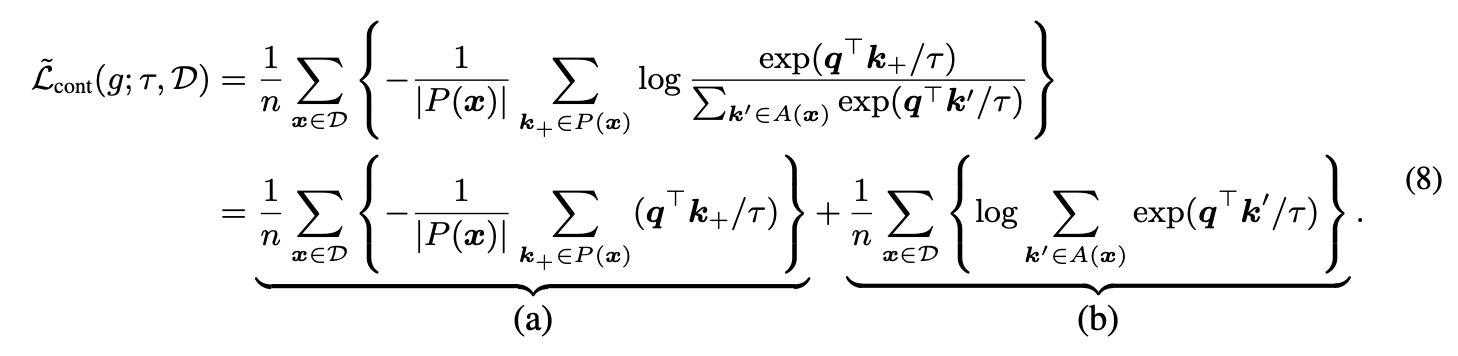 $$\tilde{\mathcal{L}}_{\text{cont}}(g; \tau, \mathcal{D}) = \frac{1}{n} \sum_{\boldsymbol{x} \in \mathcal{D}} \left\{ -\frac{1}{|P(\boldsymbol{x})|} \sum_{\boldsymbol{k}_+ \in P(\boldsymbol{x})} \log \frac{\exp(\boldsymbol{q}^\top \boldsymbol{k}_+ / \tau)}{\sum_{\boldsymbol{k}' \in A(\boldsymbol{x})} \exp(\boldsymbol{q}^\top \boldsymbol{k}' / \tau)} \right\}$$
$$= \underbrace{\frac{1}{n} \sum_{\boldsymbol{x} \in \mathcal{D}} \left\{ -\frac{1}{|P(\boldsymbol{x})|} \sum_{\boldsymbol{k}_+ \in P(\boldsymbol{x})} (\boldsymbol{q}^\top \boldsymbol{k}_+ / \tau) \right\}}_{\text{(a)}} + \underbrace{\frac{1}{n} \sum_{\boldsymbol{x} \in \mathcal{D}} \left\{ \log \sum_{\boldsymbol{k}' \in A(\boldsymbol{x})} \exp(\boldsymbol{q}^\top \boldsymbol{k}' / \tau) \right\}}_{\text{(b)}} . \quad (8)$$